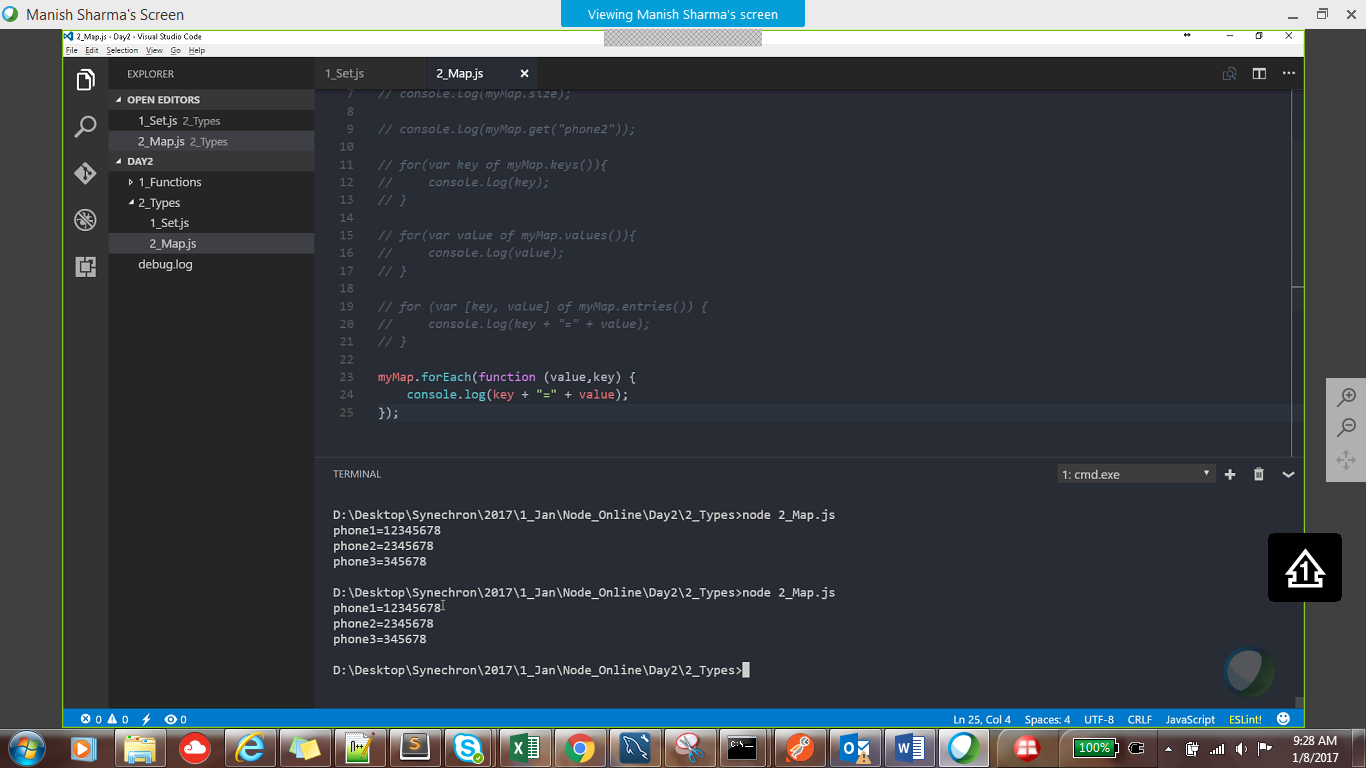 Manish Sharma's Screen
Viewing Manish Sharma's screen
2_Map.js - Day2 - Visual Studio Code
File Edit Selection View Go Help
EXPLORER
OPEN EDITORS
1_Set.js 2_Types
2_Map.js 2_Types
DAY2
1_Functions
2_Types
1_Set.js
2_Map.js
debug.log
1_Set.js
2_Map.js
7 // console.log(myMap.size);
8
9 // console.log(myMap.get("phone2"));
10
11 // for(var key of myMap.keys()){
12 //     console.log(key);
13 // }
14
15 // for(var value of myMap.values()){
16 //     console.log(value);
17 // }
18
19 // for (var [key, value] of myMap.entries()) {
20 //     console.log(key + "=" + value);
21 // }
22
23 myMap.forEach(function (value,key) {
24     console.log(key + "=" + value);
25 });
TERMINAL
1: cmd.exe
D:\Desktop\Synechron\2017\1_Jan\Node_Online\Day2\2_Types>node 2_Map.js
phone1=12345678
phone2=2345678
phone3=345678
D:\Desktop\Synechron\2017\1_Jan\Node_Online\Day2\2_Types>node 2_Map.js
phone1=12345678
phone2=2345678
phone3=345678
D:\Desktop\Synechron\2017\1_Jan\Node_Online\Day2\2_Types>
1
0 0 0
Ln 25, Col 4 Spaces: 4 UTF-8 CRLF JavaScript ESLint!
100%
9:28 AM
1/8/2017